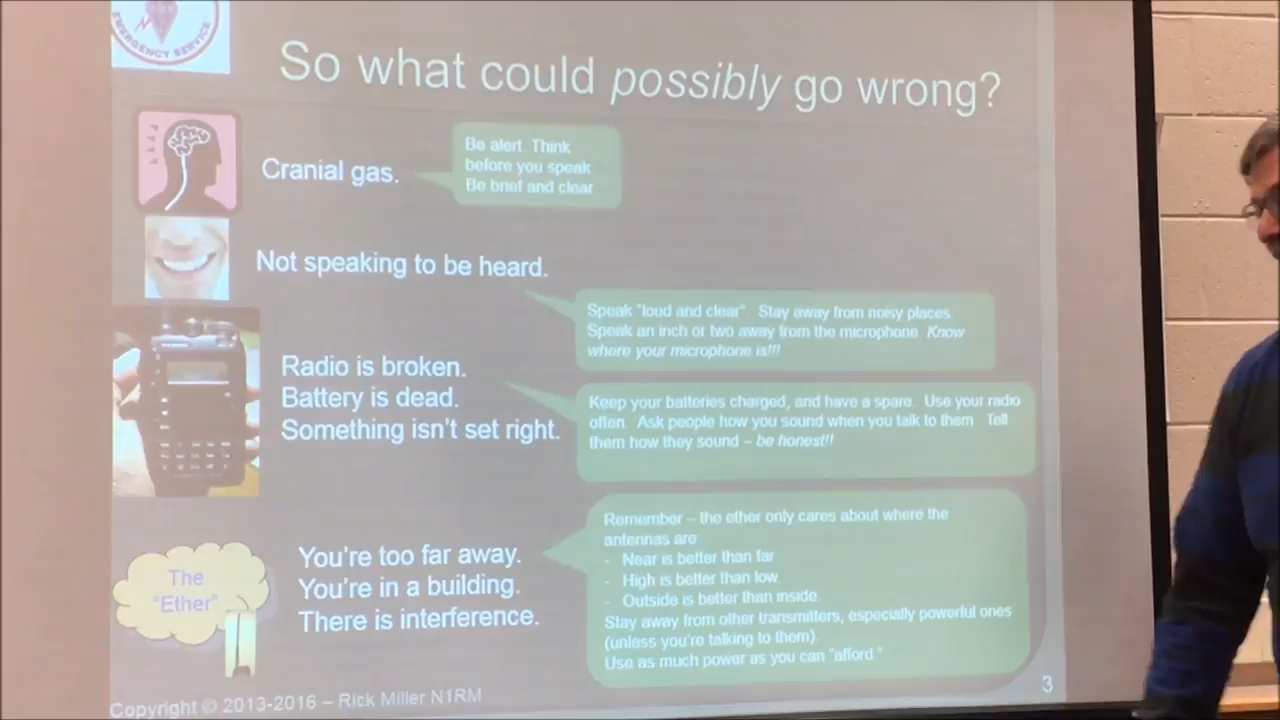 EMERGENCY SERVICE
So what could possibly go wrong?
Cranial gas.
Be alert. Think
before you speak
Be brief and clear
Not speaking to be heard.
Speak "loud and clear". Stay away from noisy places.
Speak an inch or two away from the microphone. Know
where your microphone is!!!
Radio is broken.
Battery is dead.
Something isn't set right.
Keep your batteries charged, and have a spare. Use your radio
often. Ask people how you sound when you talk to them. Tell
them how they sound – be honest!!
The
"Ether"
You're too far away.
You're in a building.
There is interference.
Remember – the ether only cares about where the
antennas are
- Near is better than far
- High is better than low
- Outside is better than inside.
Stay away from other transmitters, especially powerful ones
(unless you're talking to them).
Use as much power as you can "afford."
Copyright © 2013-2016 – Rick Miller N1RM
3